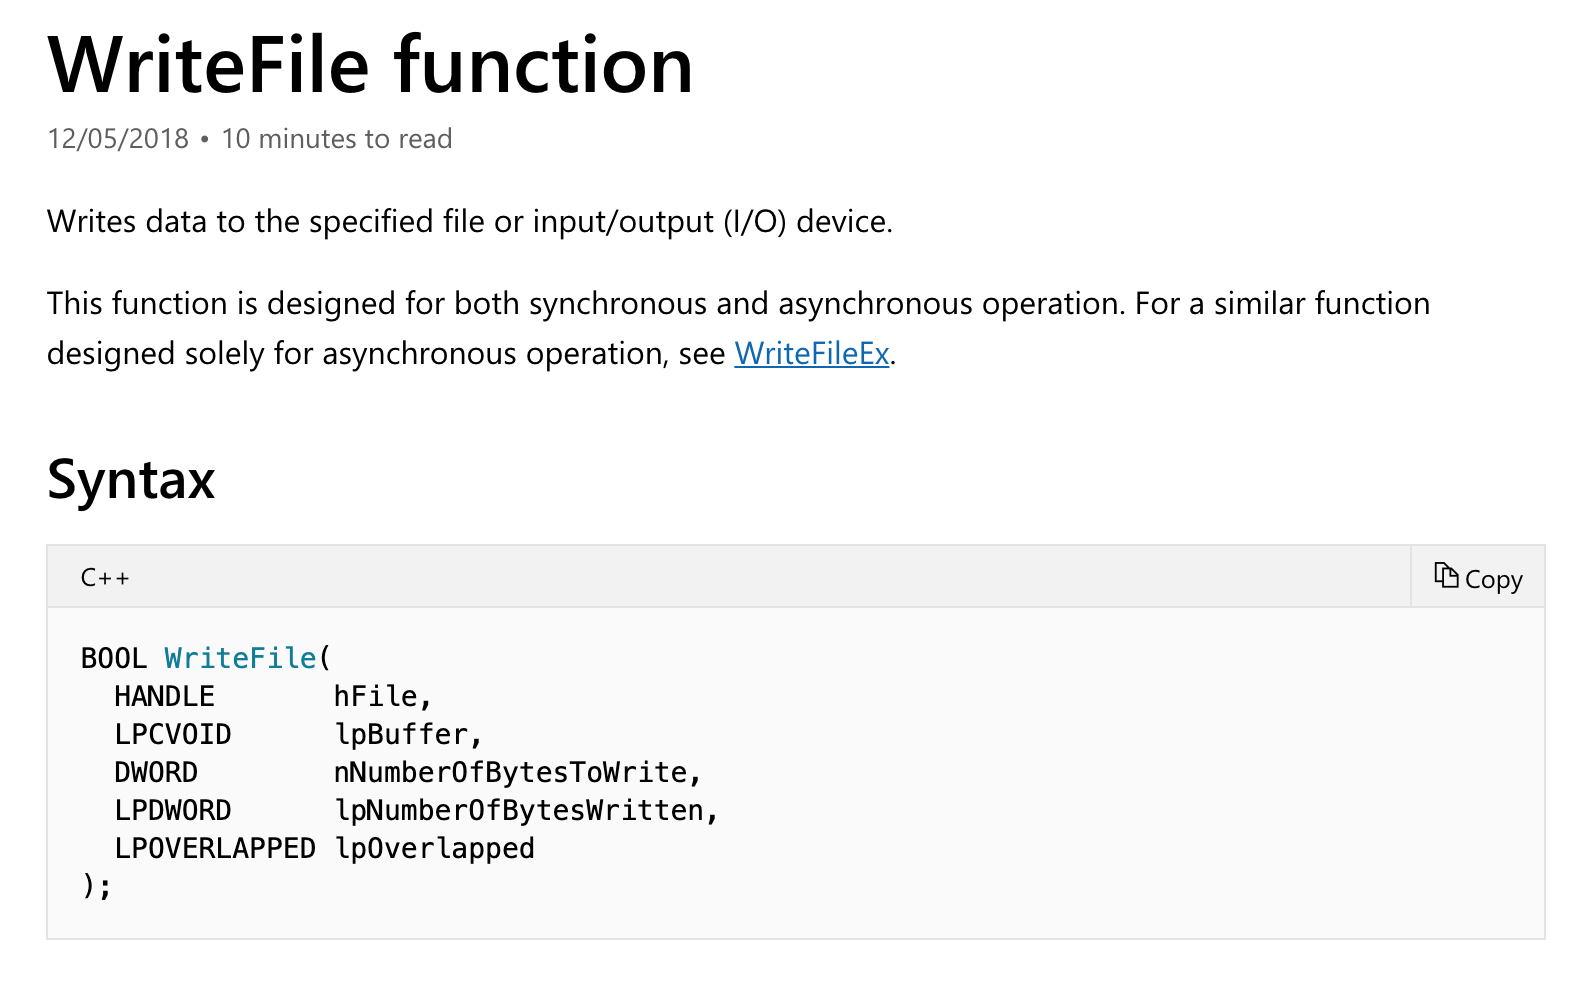 WriteFile function
12/05/2018 • 10 minutes to read
Writes data to the specified file or input/output (I/O) device.
This function is designed for both synchronous and asynchronous operation. For a similar function
designed solely for asynchronous operation, see WriteFileEx.
Syntax
C++
Copy
BOOL WriteFile(
  HANDLE       hFile,
  LPCVOID      lpBuffer,
  DWORD        nNumberOfBytesToWrite,
  LPDWORD      lpNumberOfBytesWritten,
  LPOVERLAPPED lpOverlapped
);